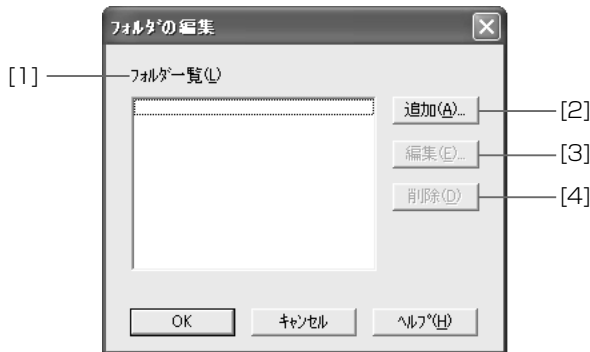 フォルダの編集
[1] フォルダ一覧(L)
追加(A)... [2]
編集(E)... [3]
削除(D) [4]
OK キャンセル ヘルプ(H)